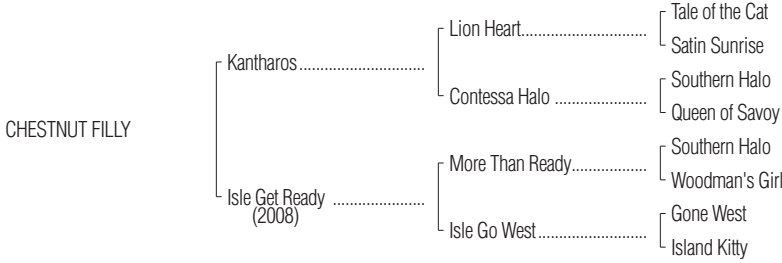 CHESTNUT FILLY
Kantharos..............................
Isle Get Ready ......................
(2008)
Lion Heart..............................
Contessa Halo ......................
More Than Ready..................
Isle Go West..........................
Tale of the Cat
Satin Sunrise
Southern Halo
Queen of Savoy
Southern Halo
Woodman's Girl
Gone West
Island Kitty